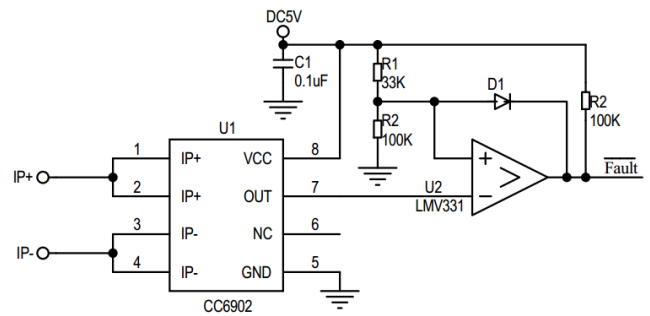 DC5V
C1
0.1uF
R1
33K
D1
R2
100K
R2
100K
U1
1 IP+ VCC 8
IP+
2 IP+ OUT 7
3 IP- NC 6
IP-
4 IP- GND 5
CC6902
U2
LMV331
+
-
Fault